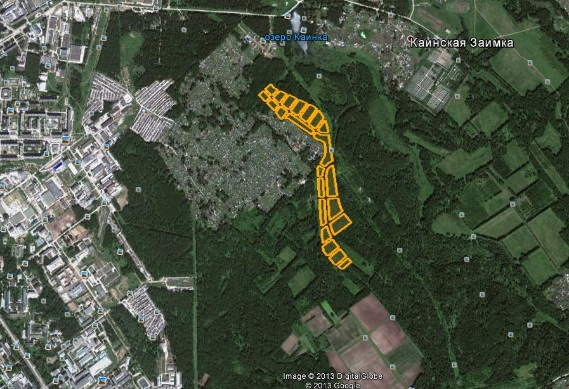 озеро Каинка
Каинская Заимка
Image © 2013 DigitalGlobe
© 2013 Google